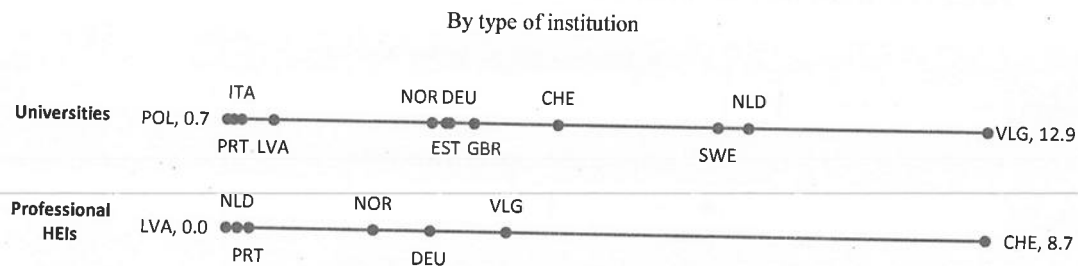 By type of institution
ITA NOR DEU CHE NLD
Universities POL, 0.7 VLG, 12.9
PRT LVA EST GBR SWE
NLD NOR VLG
Professional
HEIs
LVA, 0.0 CHE, 8.7
PRT DEU